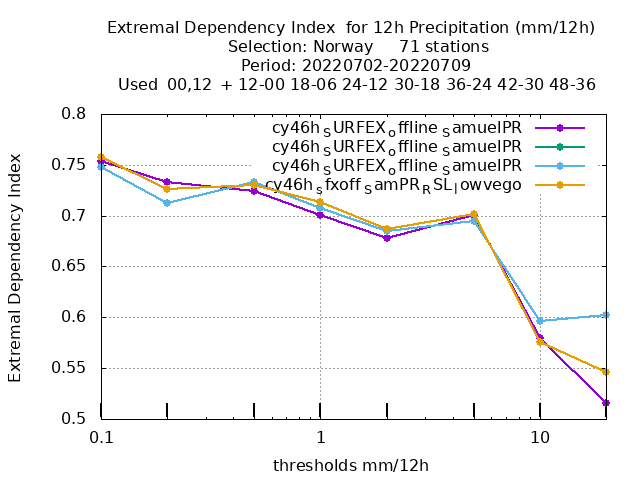 Extremal Dependency Index  for 12h Precipitation (mm/12h)
Selection: Norway     71 stations
Period: 20220702-20220709
Used  00,12  + 12-00 18-06 24-12 30-18 36-24 42-30 48-36
cy46h_SURFEX_offline_SamuelPR
cy46h_SURFEX_offline_SamuelPR
cy46h_SURFEX_offline_SamuelPR
cy46h_sfxoff_SamPR_RSL_lowvego
0.8
0.75
0.7
0.65
0.6
0.55
0.5
Extremal Dependency Index
0.1 1 10
thresholds mm/12h